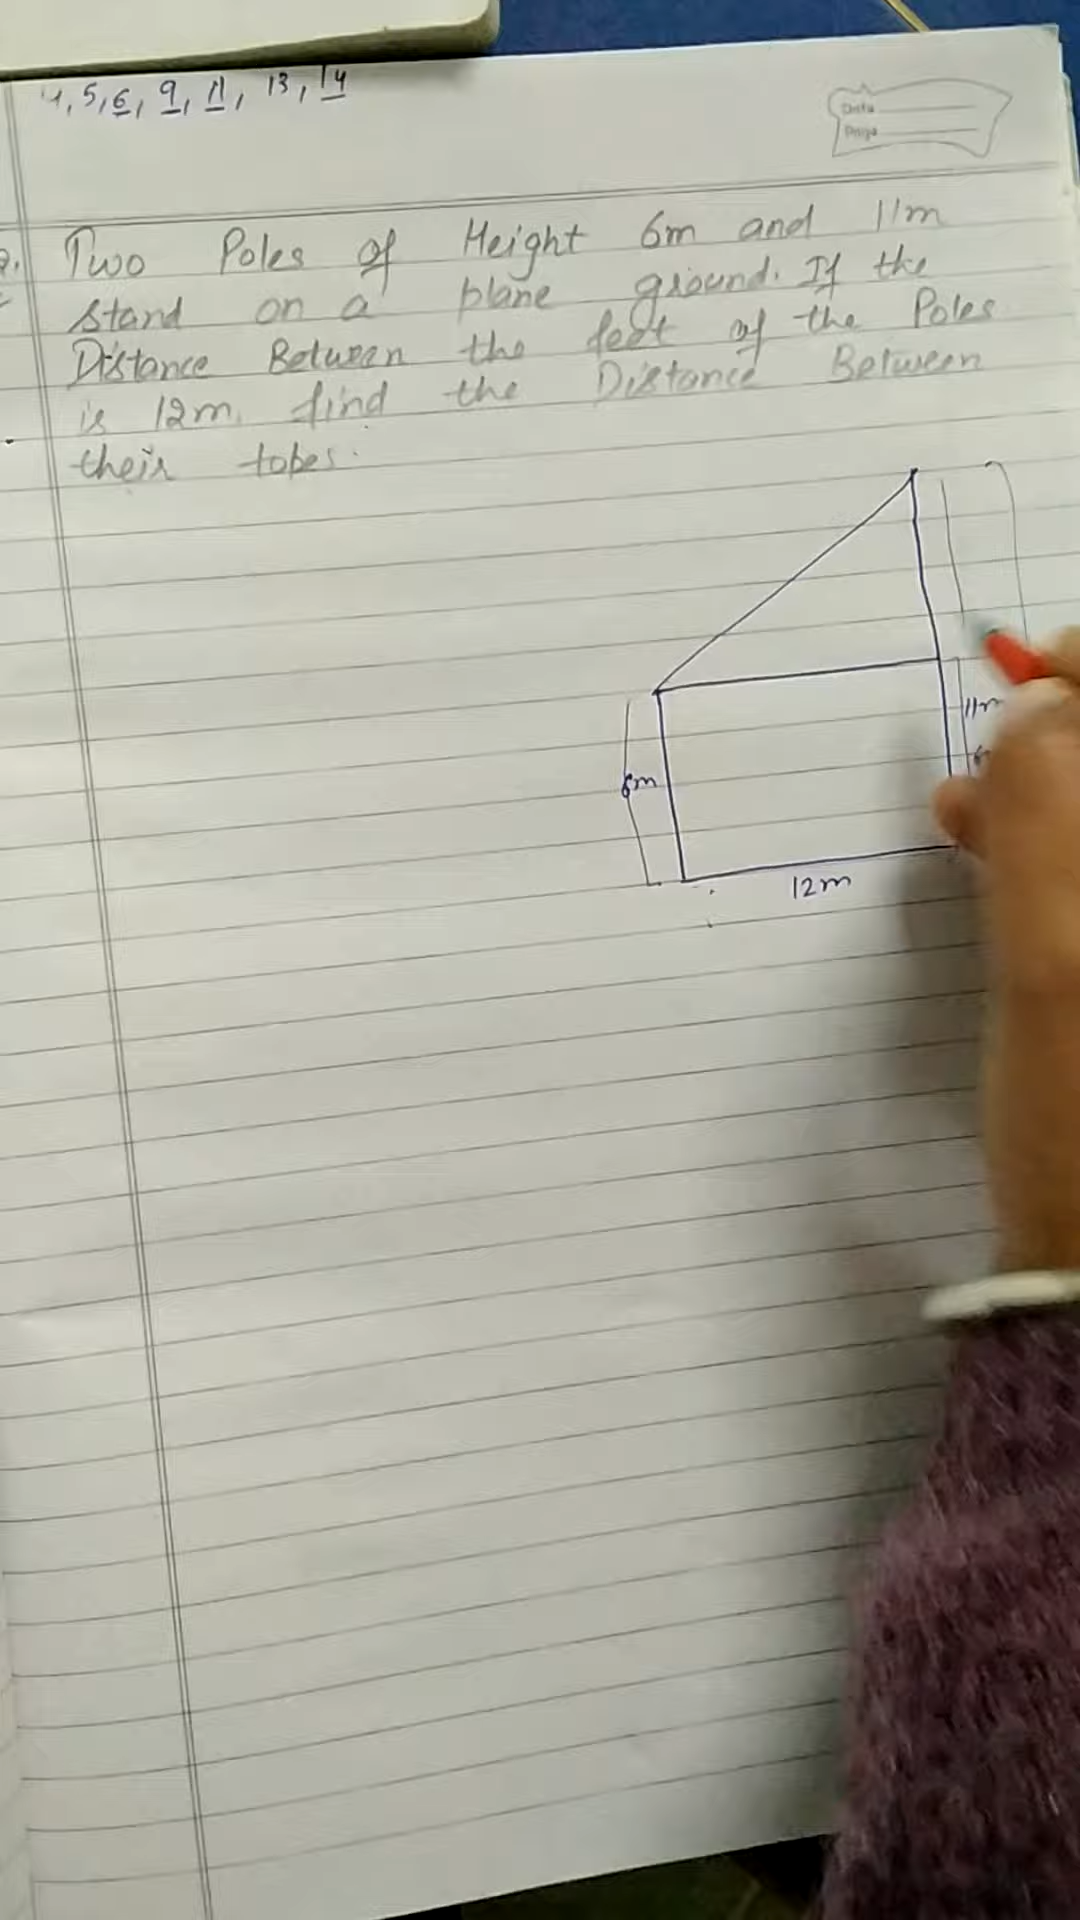 4, 5, 6, 9, 11, 13, 14
Date
Page
Two Poles of Height 6m and 11m
stand on a plane ground. If the
Distance Between the feet of the Poles
is 12m, find the Distance Between
their topes.
11m
6m
12m